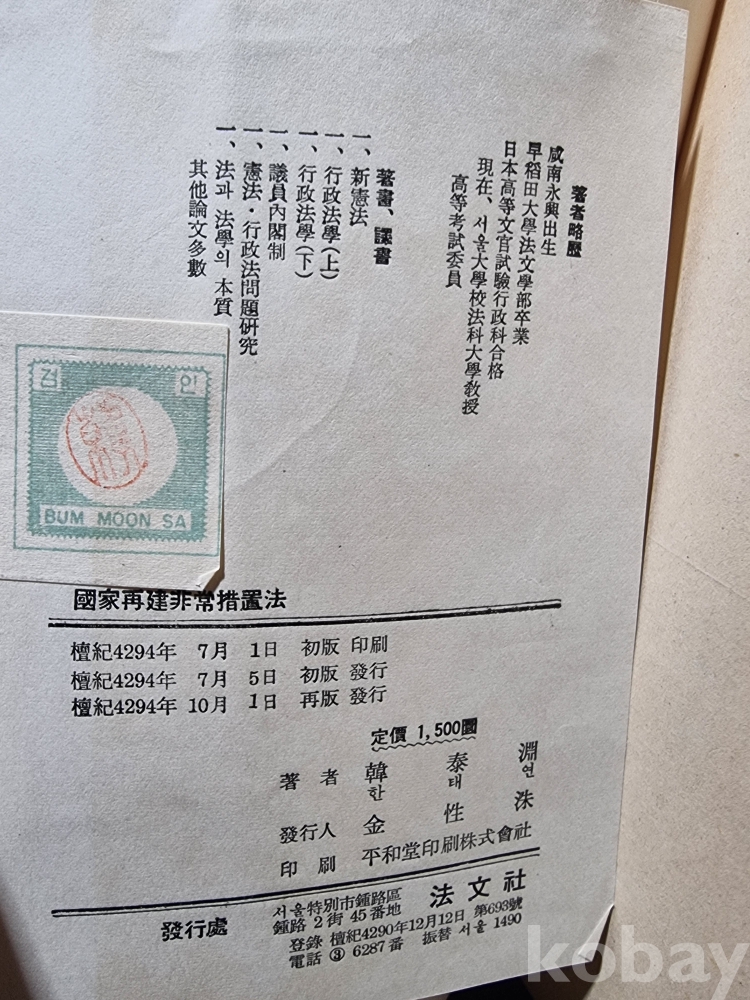 著者略歷
咸南永興出生
早稻田大學法文學部卒業
日本高等文官試驗行政科合格
現在、서울大學校法科大學敎授
高等考試委員
著書、譯書
一、新憲法
一、行政法學(上)
一、行政法學(下)
一、議員內閣制
一、憲法・行政法問題硏究
一、法과 法學의 本質
其他論文多數
검 인
BUM MOON SA
國家再建非常措置法
檀紀4294年 7月 1日 初版 印刷
檀紀4294年 7月 5日 初版 發行
檀紀4294年 10月 1日 再版 發行
定價 1,500圜
著者 韓泰淵
한태연
發行人 金性洙
印刷 平和堂印刷株式會社
發行處
서울特別市鍾路區
鍾路2街45番地
法文社
登錄 檀紀4290年12月12日 第693號
電話 ③ 6287番 振替 서울 1490
kobay